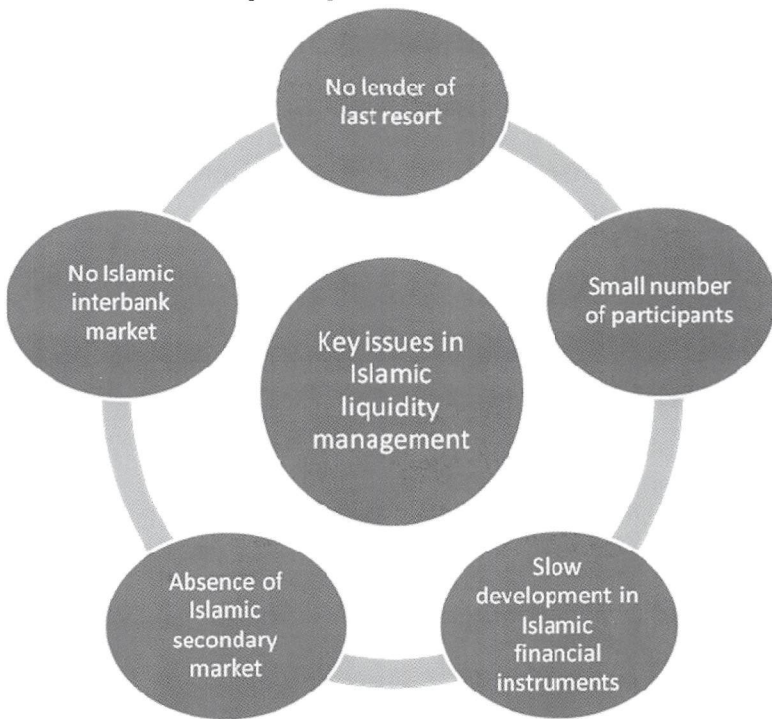 No lender of
last resort
Small number
of participants
Slow
development in
Islamic
financial
instruments
Absence of
Islamic
secondary
market
No Islamic
interbank
market
Key issues in
Islamic
liquidity
management